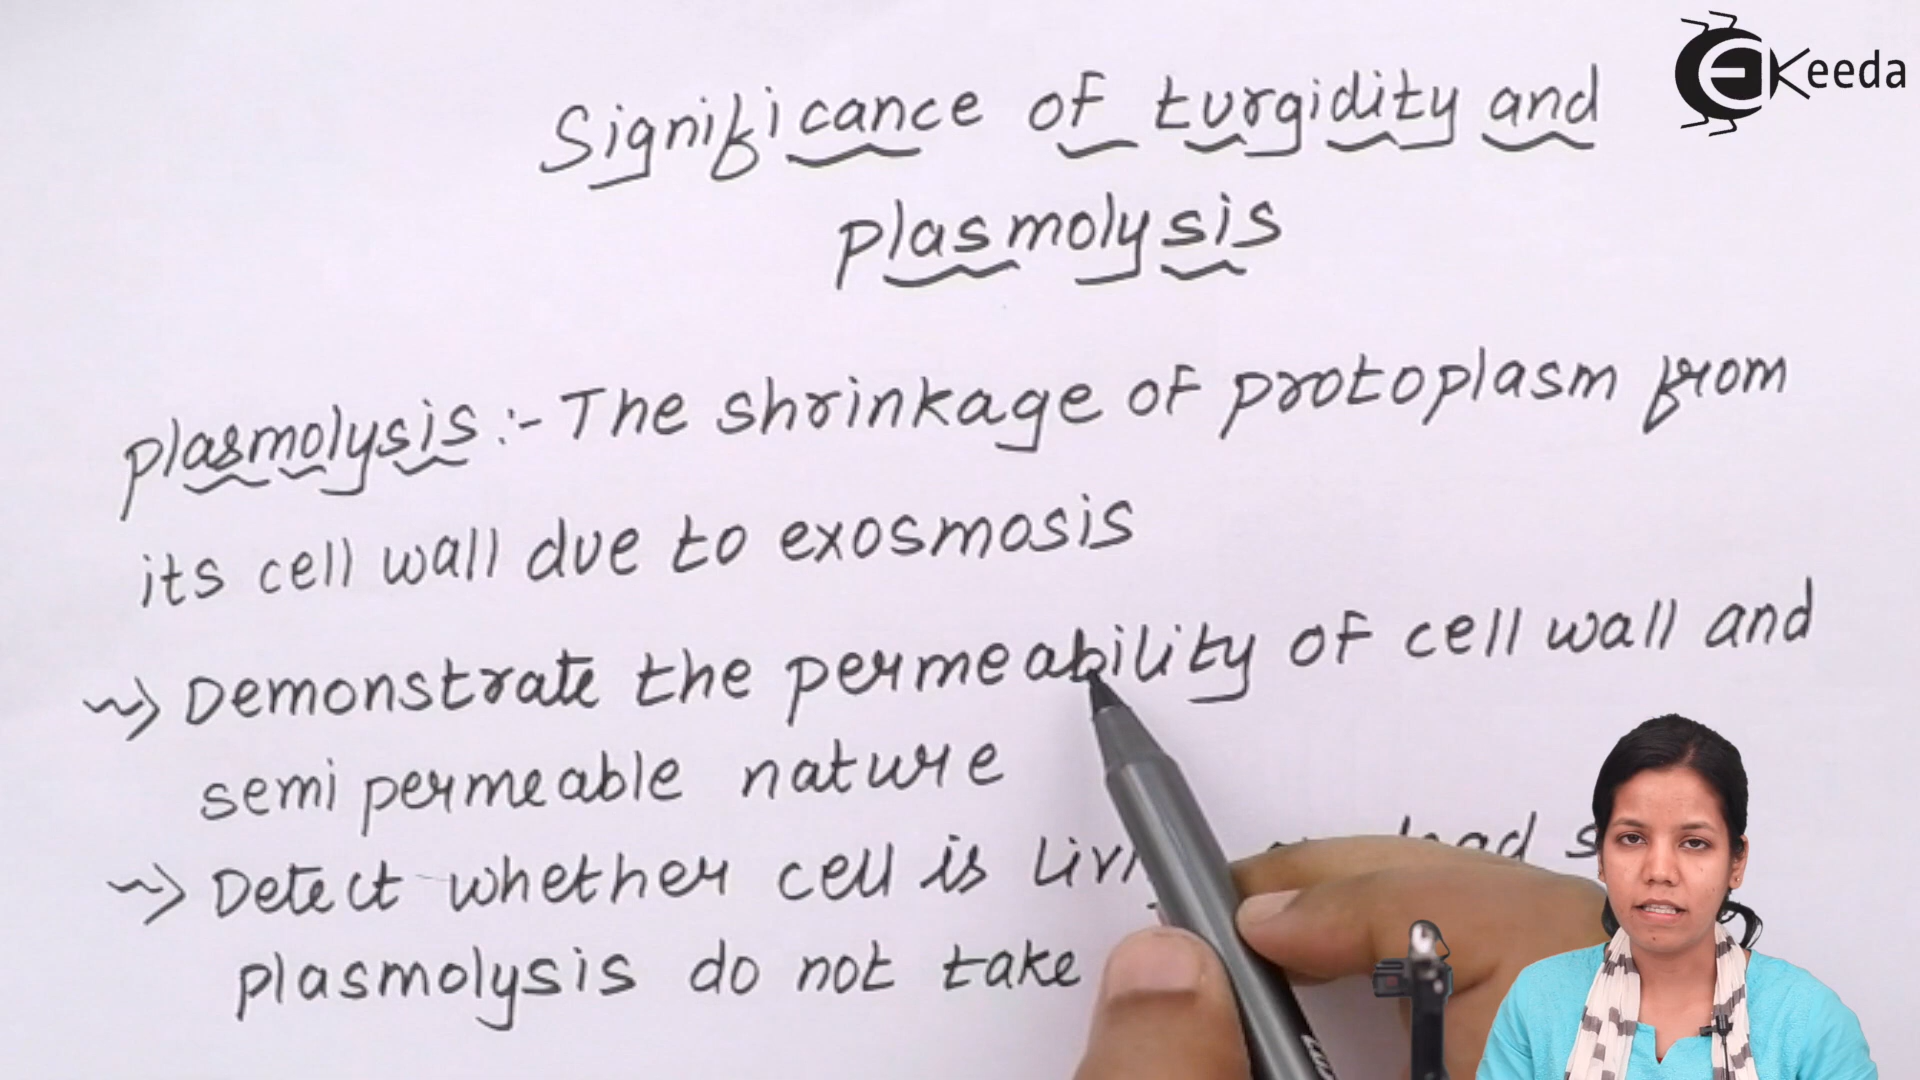 Keeda
Significance of turgidity and
plasmolysis
plasmolysis:- The shrinkage of protoplasm from
its cell wall due to exosmosis
~> Demonstrate the permeability of cell wall and
semi permeable nature
~> Detect whether cell is
plasmolysis do not take